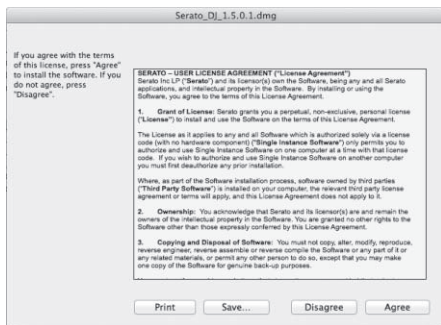 Serato_DJ_1.5.0.1.dmg
If you agree with the terms
of this license, press "Agree"
to install the software. If you
do not agree, press
"Disagree".
SERATO – USER LICENSE AGREEMENT ("License Agreement")
Serato Inc LP ("Serato") and its licensor(s) own the Software, being any and all Serato
applications, and intellectual property in the Software. By installing or using the
Software, you agree to the terms of this License Agreement.
1. Grant of License: Serato grants you a perpetual, non-exclusive, personal license
("License") to install and use the Software on the terms of this License Agreement.
The License as it applies to any and all Software which is authorized solely via a license
code (with no hardware component) ("Single Instance Software") only permits you to
authorize and use Single Instance Software on one computer at a time with that license
code. If you wish to authorize and use Single Instance Software on another computer
you must first deauthorize any prior installation.
Where, as part of the Software installation process, software owned by third parties
("Third Party Software") is installed on your computer, the relevant third party license
agreement or terms will apply, and this License Agreement does not apply to it.
2. Ownership: You acknowledge that Serato and its licensor(s) are and remain the
owners of the intellectual property in the Software. You are granted no other rights to the
Software other than those expressly conferred by this License Agreement.
3. Copying and Disposal of Software: You must not copy, alter, modify, reproduce,
reverse engineer, reverse assemble or reverse compile the Software or any part of it or
any related materials, or permit any other person to do so, except that you may make
one copy of the Software for genuine back-up purposes.
Print Save... Disagree Agree